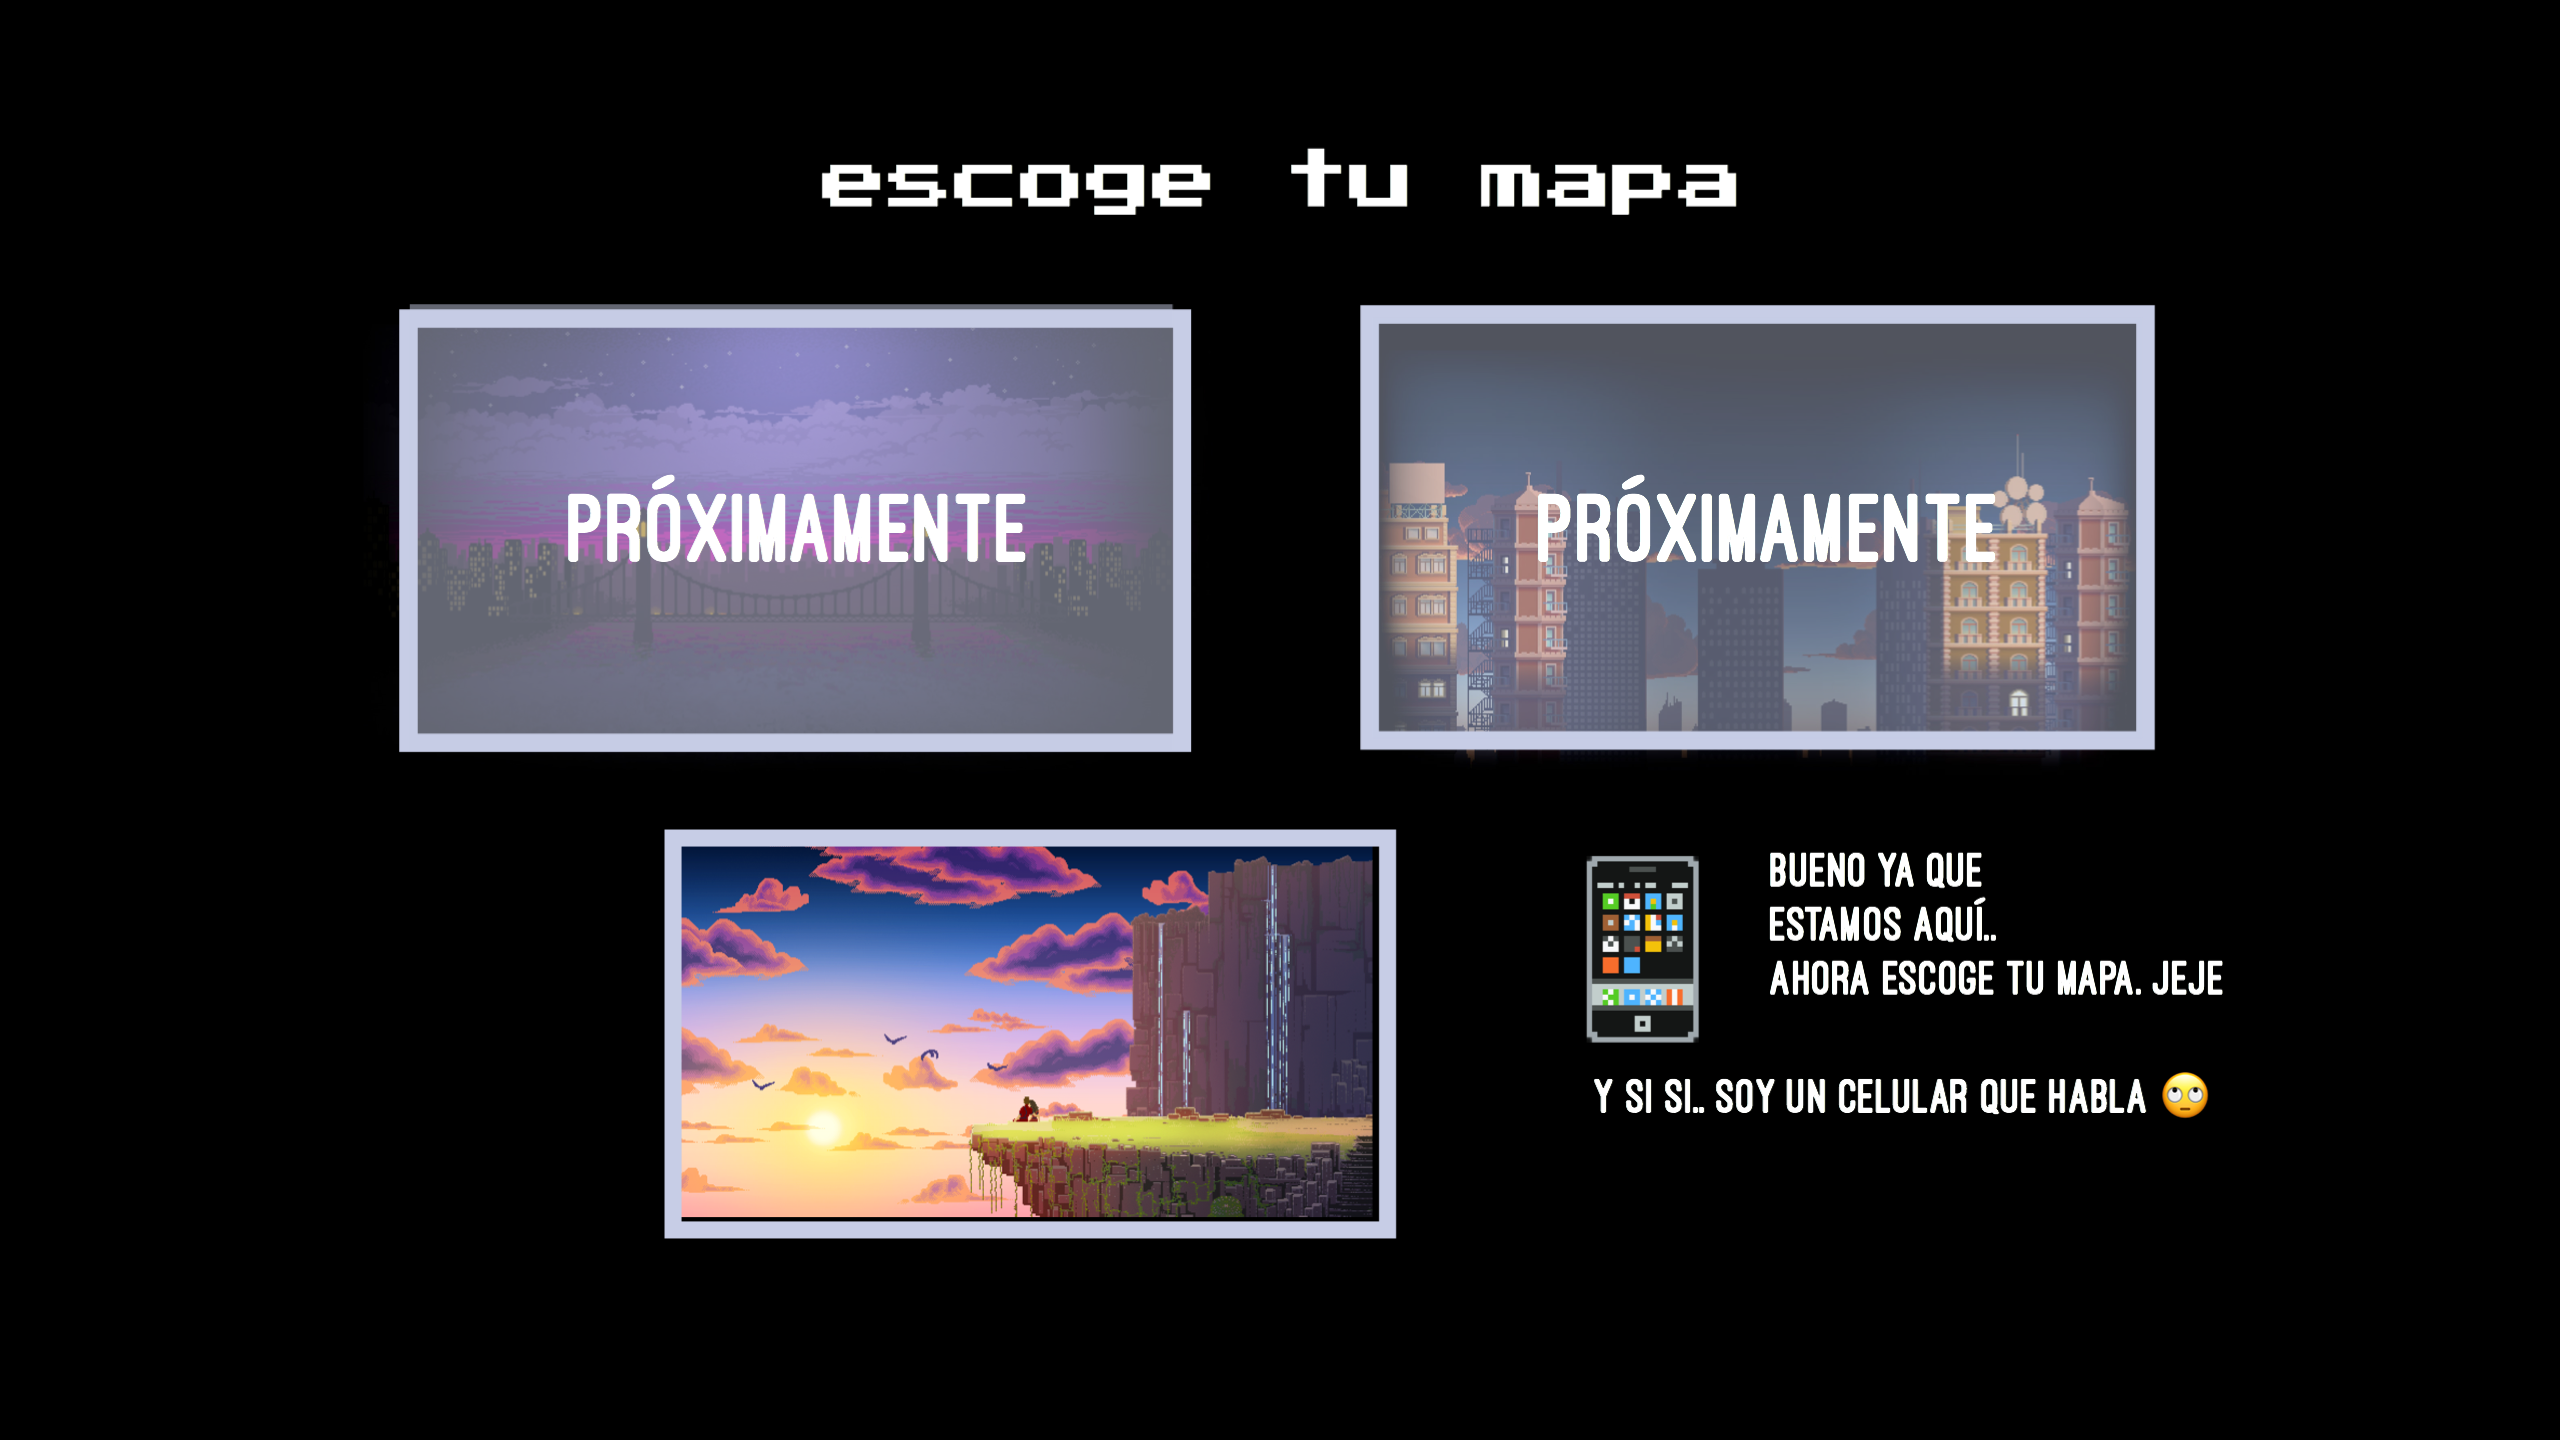 escoge tu mapa
PRÓXIMAMENTE
PRÓXIMAMENTE
BUENO YA QUE
ESTAMOS AQUÍ..
AHORA ESCOGE TU MAPA. JEJE
Y SI SI.. SOY UN CELULAR QUE HABLA 🙄